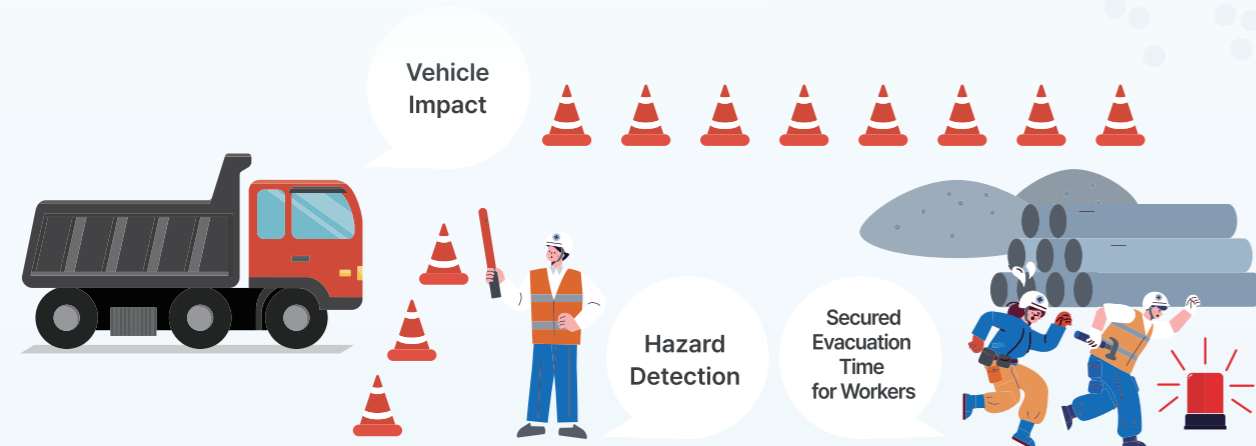 Vehicle
Impact
Hazard
Detection
Secured
Evacuation
Time
for Workers